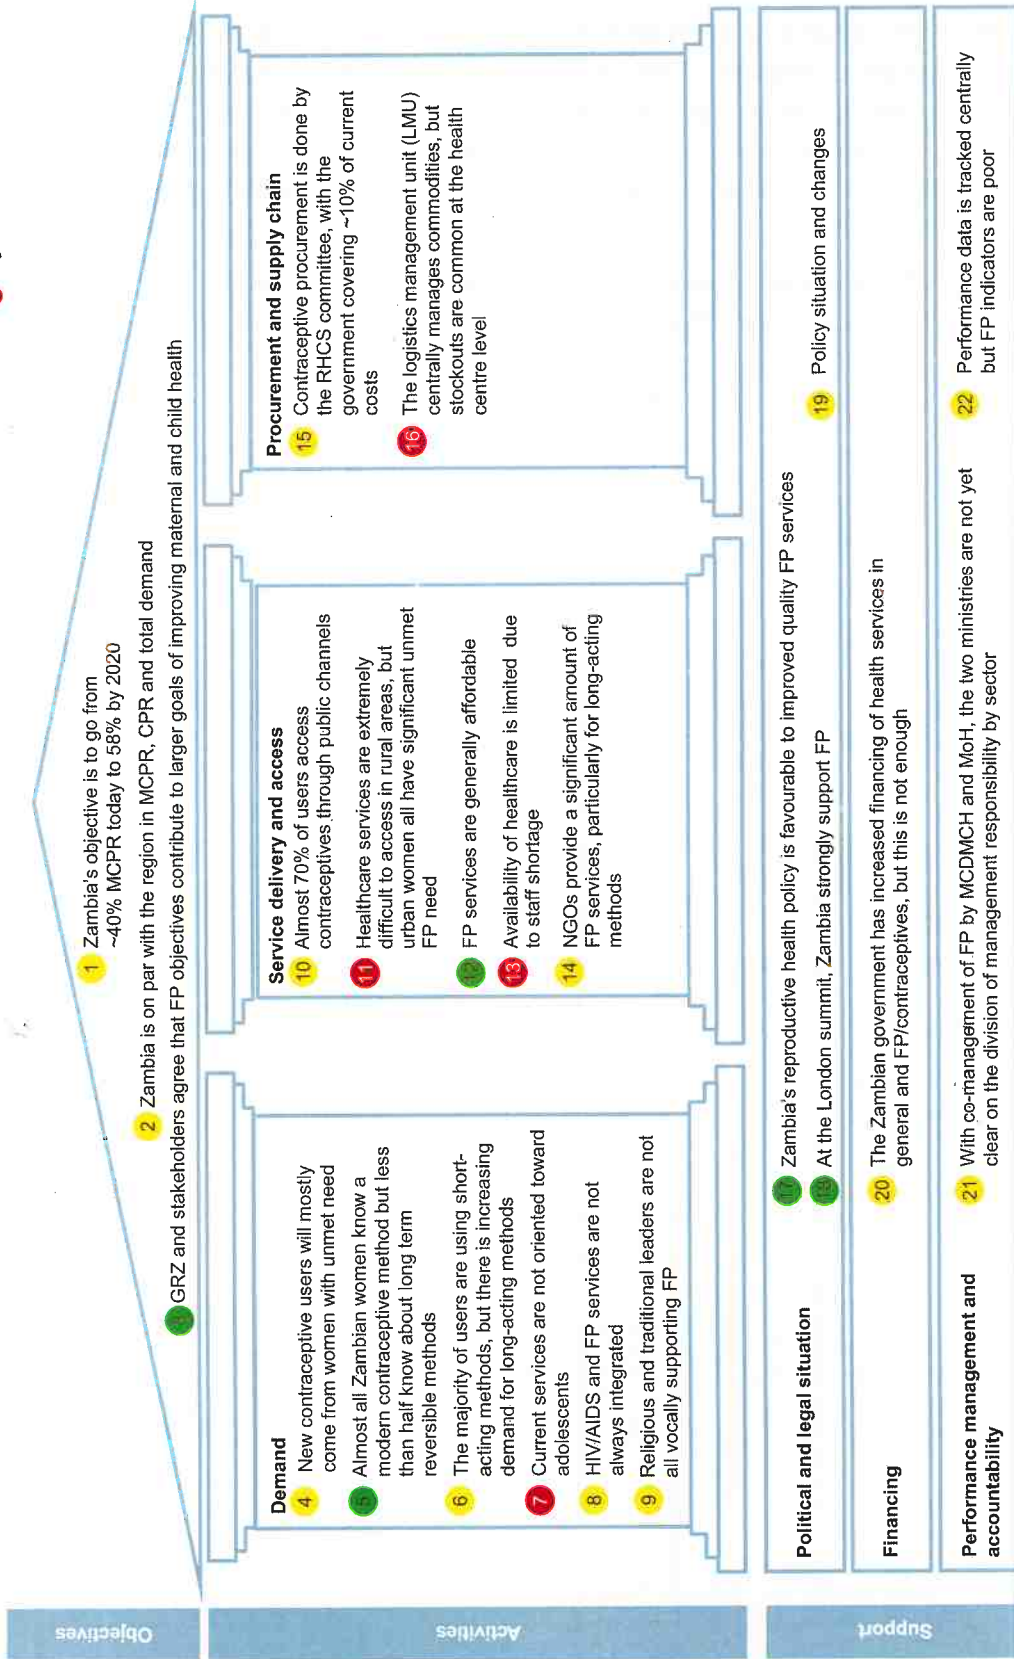 Objectives
1
Zambia's objective is to go from
~40% MCPR today to 58% by 2020
2
Zambia is on par with the region in MCPR, CPR and total demand
3
GRZ and stakeholders agree that FP objectives contribute to larger goals of improving maternal and child health
Activities
Demand
4
New contraceptive users will mostly
come from women with unmet need
5
Almost all Zambian women know a
modern contraceptive method but less
than half know about long term
reversible methods
6
The majority of users are using short-
acting methods, but there is increasing
demand for long-acting methods
7
Current services are not oriented toward
adolescents
8
HIV/AIDS and FP services are not
always integrated
9
Religious and traditional leaders are not
all vocally supporting FP
Service delivery and access
10
Almost 70% of users access
contraceptives through public channels
11
Healthcare services are extremely
difficult to access in rural areas, but
urban women all have significant unmet
FP need
12
FP services are generally affordable
13
Availability of healthcare is limited due
to staff shortage
14
NGOs provide a significant amount of
FP services, particularly for long-acting
methods
Procurement and supply chain
15
Contraceptive procurement is done by
the RHCS committee, with the
government covering ~10% of current
costs
16
The logistics management unit (LMU)
centrally manages commodities, but
stockouts are common at the health
centre level
Support
Political and legal situation
17
Zambia's reproductive health policy is favourable to improved quality FP services
18
At the London summit, Zambia strongly support FP
19
Policy situation and changes
Financing
20
The Zambian government has increased financing of health services in
general and FP/contraceptives, but this is not enough
Performance management and
accountability
21
With co-management of FP by MCDMCH and MoH, the two ministries are not yet
clear on the division of management responsibility by sector
22
Performance data is tracked centrally
but FP indicators are poor